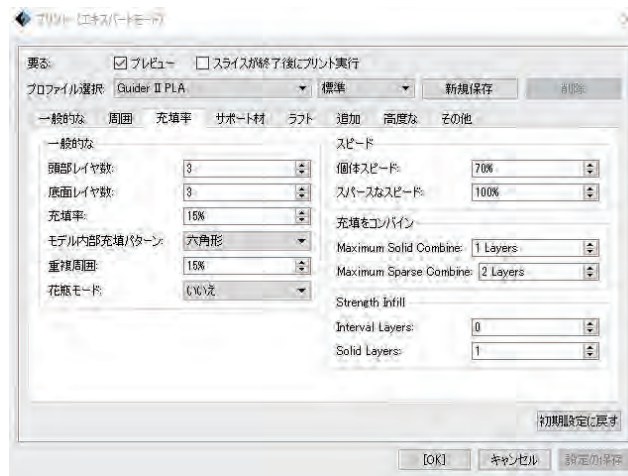 プリント (エキスパートモード)
要る: プレビュー スライスが終了後にプリント実行
プロファイル選択: Guider II PLA 標準 新規保存 削除
一般的な 周囲 充填率 サポート材 ラフト 追加 高度な その他
一般的な
頭部レイヤ数: 3
底面レイヤ数: 3
充填率: 15%
モデル内部充填パターン: 六角形
重複周囲: 15%
花瓶モード: いいえ
スピード
個体スピード: 70%
スパースなスピード: 100%
充填をコンバイン
Maximum Solid Combine: 1 Layers
Maximum Sparse Combine: 2 Layers
Strength Infill
Interval Layers: 0
Solid Layers: 1
初期設定に戻す
[OK] キャンセル 設定の保存